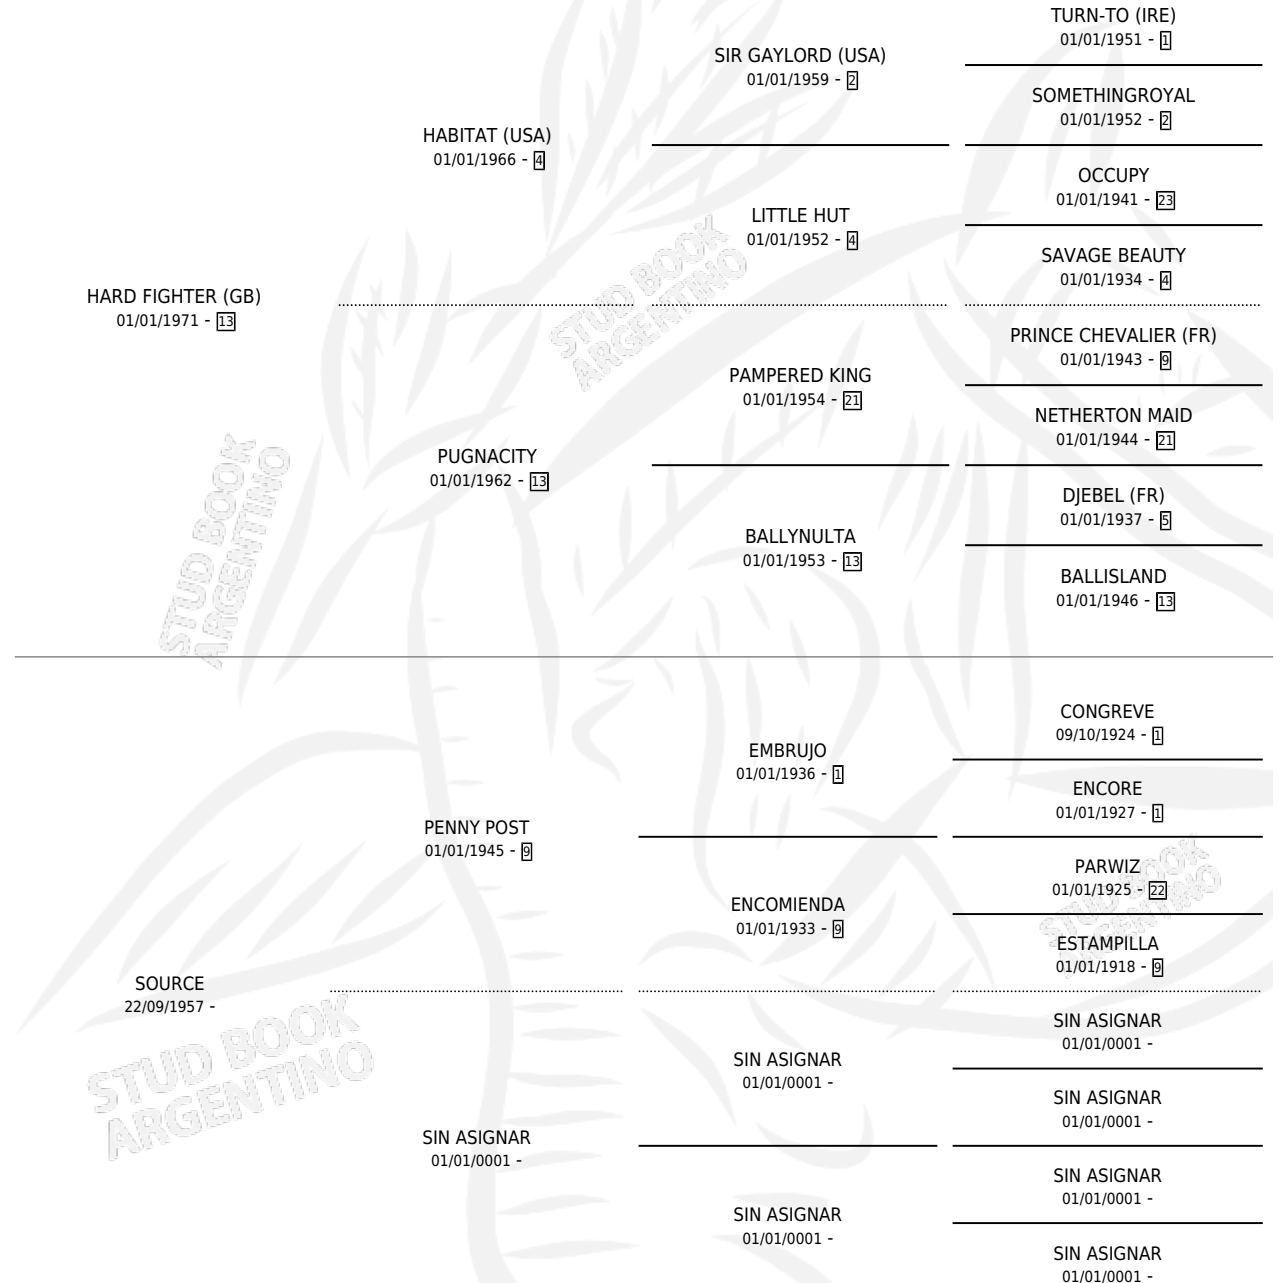 TURN-TO (IRE)
01/01/1951 - 1
SIR GAYLORD (USA)
01/01/1959 - 2
SOMETHINGROYAL
01/01/1952 - 2
HABITAT (USA)
01/01/1966 - 4
OCCUPY
01/01/1941 - 23
LITTLE HUT
01/01/1952 - 4
SAVAGE BEAUTY
01/01/1934 - 4
HARD FIGHTER (GB)
01/01/1971 - 13
PRINCE CHEVALIER (FR)
01/01/1943 - 9
PAMPERED KING
01/01/1954 - 21
NETHERTON MAID
01/01/1944 - 21
PUGNACITY
01/01/1962 - 13
DJEBEL (FR)
01/01/1937 - 5
BALLYNULTA
01/01/1953 - 13
BALLISLAND
01/01/1946 - 13
CONGREVE
09/10/1924 - 1
EMBRUJO
01/01/1936 - 1
ENCORE
01/01/1927 - 1
PENNY POST
01/01/1945 - 9
PARWIZ
01/01/1925 - 22
ENCOMIENDA
01/01/1933 - 9
ESTAMPILLA
01/01/1918 - 9
SOURCE
22/09/1957 -
SIN ASIGNAR
01/01/0001 -
SIN ASIGNAR
01/01/0001 -
SIN ASIGNAR
01/01/0001 -
SIN ASIGNAR
01/01/0001 -
SIN ASIGNAR
01/01/0001 -
SIN ASIGNAR
01/01/0001 -
SIN ASIGNAR
01/01/0001 -
STUD BOOK
ARGENTINO
STUD BOOK
ARGENTINO
STUD BOOK
ARGENTINO
STUD BOOK
ARGENTINO